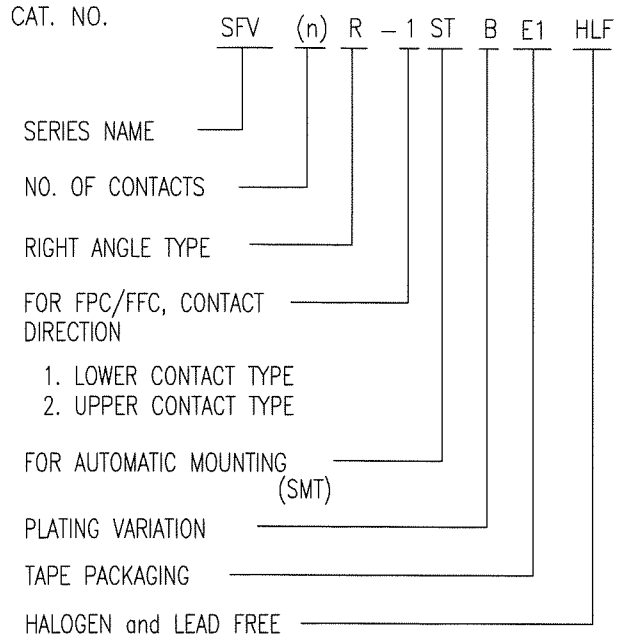 CAT. NO.
SFV (n) R - 1 ST B E1 HLF
SERIES NAME
NO. OF CONTACTS
RIGHT ANGLE TYPE
FOR FPC/FFC, CONTACT
DIRECTION
1. LOWER CONTACT TYPE
2. UPPER CONTACT TYPE
FOR AUTOMATIC MOUNTING
(SMT)
PLATING VARIATION
TAPE PACKAGING
HALOGEN and LEAD FREE